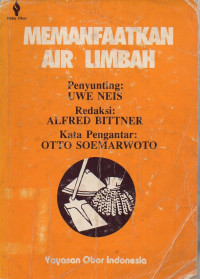 MEMANFAATKAN
AIR LIMBAH
Penyunting:
UWE NEIS
Redaksi:
ALFRED BITTNER
Kata Pengantar:
OTTO SOEMARWOTO
Yayasan Obor Indonesia